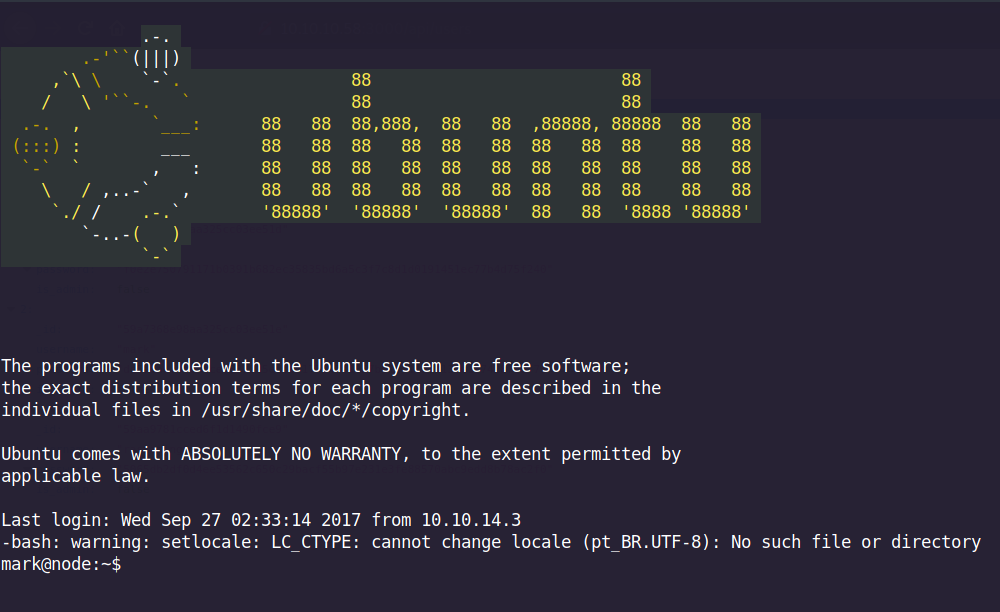 .-.
        .-'``(|||)
     ,`\ \    `-`.                 88                         88
    /   \ '``-.   `                88                         88
  .-.  ,       `___:      88   88  88,888,  88   88  ,88888, 88888  88   88
 (:::) :        ___       88   88  88   88  88   88  88   88  88    88   88
  `-`  `       ,   :      88   88  88   88  88   88  88   88  88    88   88
    \   / ,..-`   ,       88   88  88   88  88   88  88   88  88    88   88
     `./ /    .-.`        '88888'  '88888'  '88888'  88   88  '8888 '88888'
        `-..-(   )
              `-`
The programs included with the Ubuntu system are free software;
the exact distribution terms for each program are described in the
individual files in /usr/share/doc/*/copyright.
Ubuntu comes with ABSOLUTELY NO WARRANTY, to the extent permitted by
applicable law.
Last login: Wed Sep 27 02:33:14 2017 from 10.10.14.3
-bash: warning: setlocale: LC_CTYPE: cannot change locale (pt_BR.UTF-8): No such file or directory
mark@node:~$